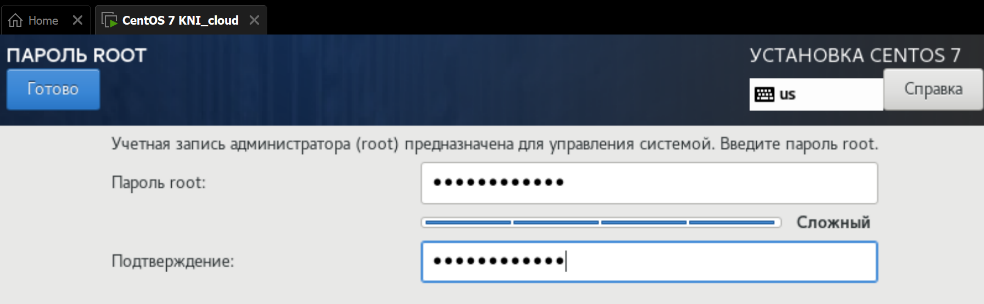 Home
CentOS 7 KNI_cloud
ПАРОЛЬ ROOT
УСТАНОВКА CENTOS 7
Готово
us
Справка
Учетная запись администратора (root) предназначена для управления системой. Введите пароль root.
Пароль root:
••••••••••••
Сложный
Подтверждение:
••••••••••••